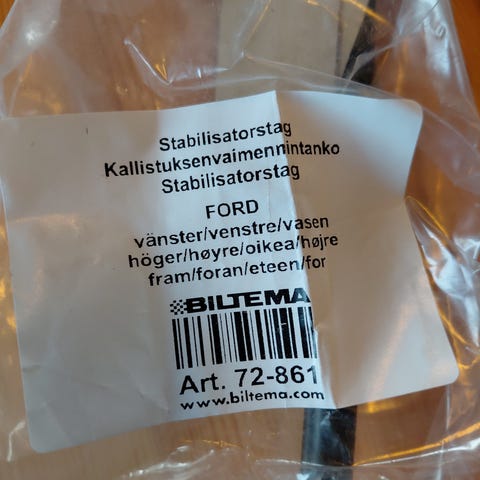 Stabilisatorstag
Kallistuksenvaimennintanko
Stabilisatorstag
FORD
vänster/venstre/vasen
höger/høyre/oikea/højre
fram/foran/eteen/for
BILTEMA
Art. 72-861
www.biltema.com